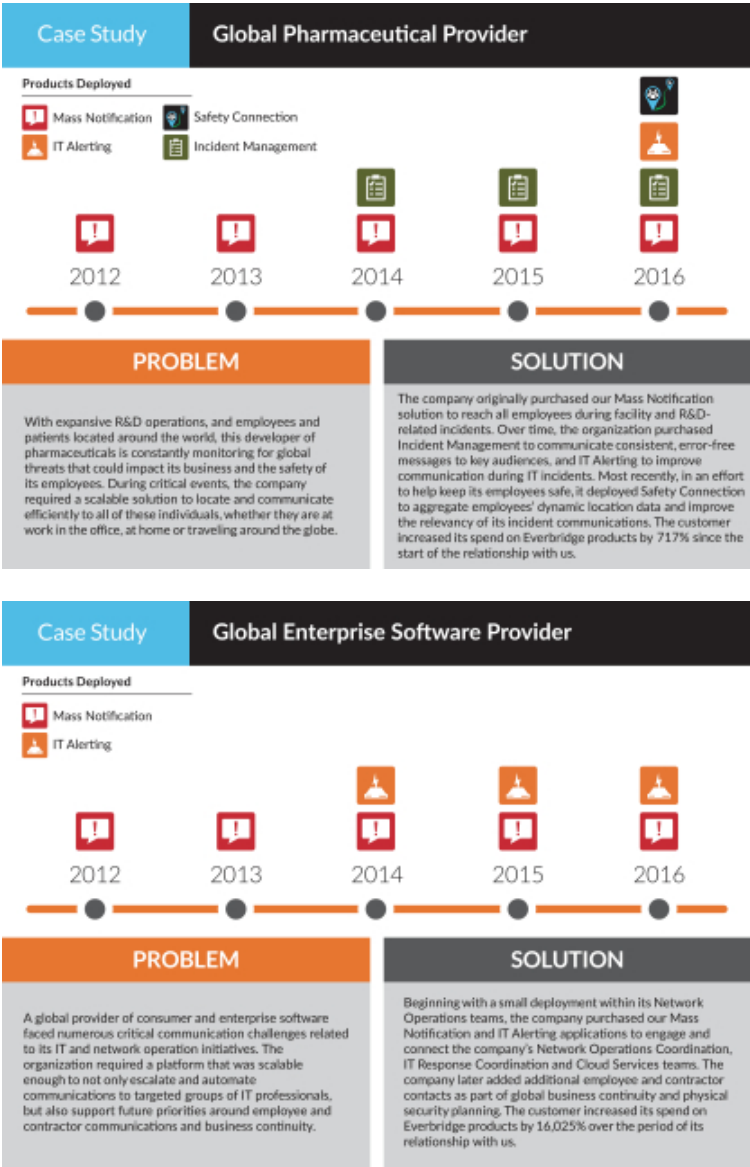 Case Study
Global Pharmaceutical Provider
Products Deployed
Mass Notification
Safety Connection
IT Alerting
Incident Management
2012
2013
2014
2015
2016
PROBLEM
With expansive R&D operations, and employees and
patients located around the world, this developer of
pharmaceuticals is constantly monitoring for global
threats that could impact its business and the safety of
its employees. During critical events, the company
required a scalable solution to locate and communicate
efficiently to all of these individuals, whether they are at
work in the office, at home or traveling around the globe.
SOLUTION
The company originally purchased our Mass Notification
solution to reach all employees during facility and R&D-
related incidents. Over time, the organization purchased
Incident Management to communicate consistent, error-free
messages to key audiences, and IT Alerting to improve
communication during IT incidents. Most recently, in an effort
to help keep its employees safe, it deployed Safety Connection
to aggregate employees' dynamic location data and improve
the relevancy of its incident communications. The customer
increased its spend on Everbridge products by 717% since the
start of the relationship with us.
Case Study
Global Enterprise Software Provider
Products Deployed
Mass Notification
IT Alerting
2012
2013
2014
2015
2016
PROBLEM
A global provider of consumer and enterprise software
faced numerous critical communication challenges related
to its IT and network operation initiatives. The
organization required a platform that was scalable
enough to not only escalate and automate
communications to targeted groups of IT professionals,
but also support future priorities around employee and
contractor communications and business continuity.
SOLUTION
Beginning with a small deployment within its Network
Operations teams, the company purchased our Mass
Notification and IT Alerting applications to engage and
connect the company's Network Operations Coordination,
IT Response Coordination and Cloud Services teams. The
company later added additional employee and contractor
contacts as part of global business continuity and physical
security planning. The customer increased its spend on
Everbridge products by 16,025% over the period of its
relationship with us.